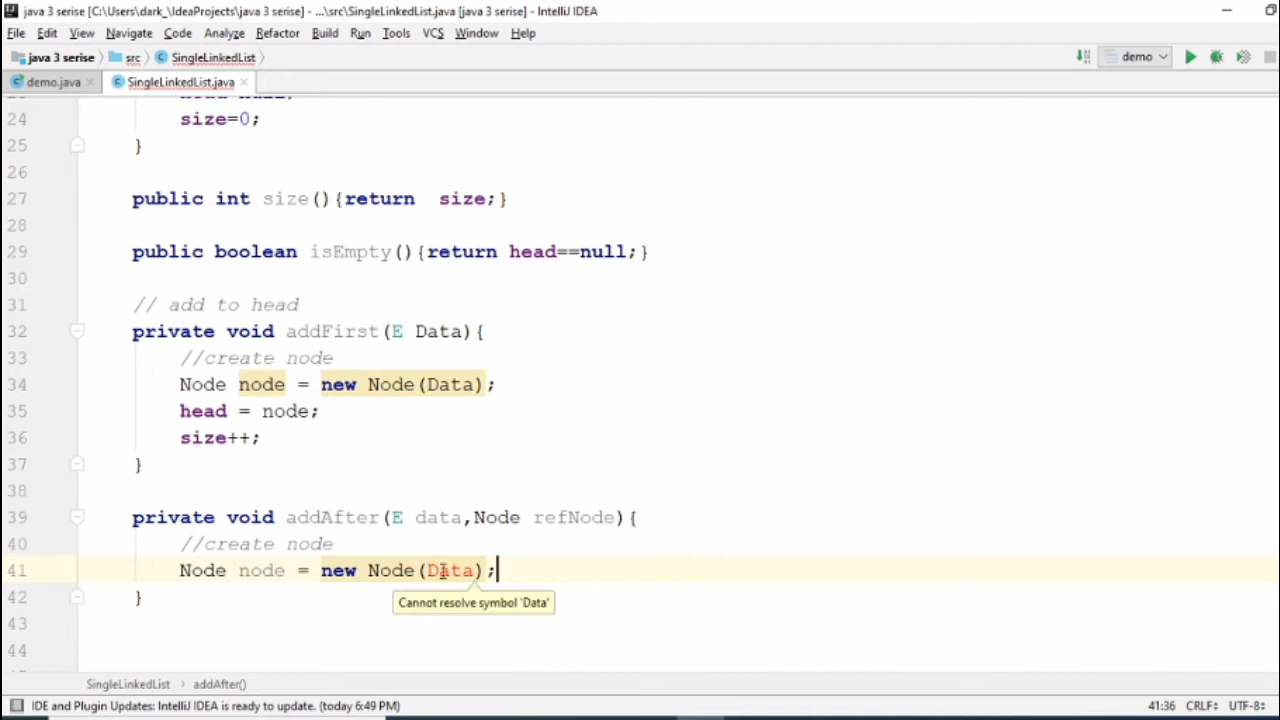 java 3 serise [C:\Users\dark_\IdeaProjects\java 3 serise] - ...\src\SingleLinkedList.java [java 3 serise] - IntelliJ IDEA
File Edit View Navigate Code Analyze Refactor Build Run Tools VCS Window Help
java 3 serise src SingleLinkedList demo
demo.java SingleLinkedList.java
24 size=0;
25 }
26
27 public int size(){return  size;}
28
29 public boolean isEmpty(){return head==null;}
30
31 // add to head
32 private void addFirst(E Data){
33 //create node
34 Node node = new Node(Data);
35 head = node;
36 size++;
37 }
38
39 private void addAfter(E data,Node refNode){
40 //create node
41 Node node = new Node(Data);
42 }
Cannot resolve symbol 'Data'
43
44
SingleLinkedList > addAfter()
IDE and Plugin Updates: IntelliJ IDEA is ready to update. (today 6:49 PM) 41:36 CRLF UTF-8